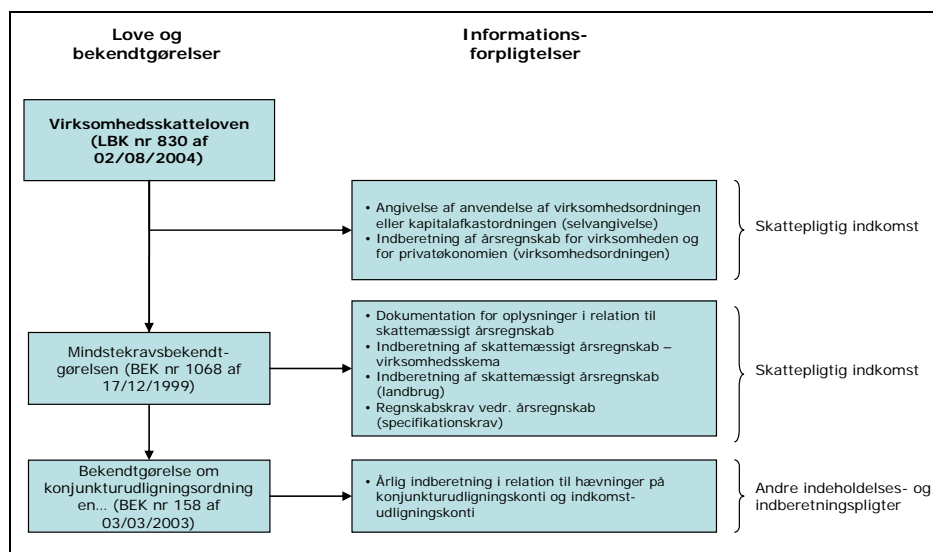 Love og
bekendtgørelser
Informations-
forpligtelser
Virksomhedsskatteloven
(LBK nr 830 af
02/08/2004)
• Angivelse af anvendelse af virksomhedsordningen
eller kapitalafkastordningen (selvangivelse)
• Indberetning af årsregnskab for virksomheden og
for privatøkonomien (virksomhedsordningen)
Skattepligtig indkomst
Mindstekravsbekendt-
gørelsen (BEK nr 1068 af
17/12/1999)
• Dokumentation for oplysninger i relation til
skattemæssigt årsregnskab
• Indberetning af skattemæssigt årsregnskab –
virksomhedsskema
• Indberetning af skattemæssigt årsregnskab
(landbrug)
• Regnskabskrav vedr. årsregnskab
(specifikationskrav)
Skattepligtig indkomst
Bekendtgørelse om
konjunkturudligningsordning
en... (BEK nr 158 af
03/03/2003)
• Årlig indberetning i relation til hævninger på
konjunkturudligningskonti og indkomst-
udligningskonti
Andre indeholdelses- og
indberetningspligter